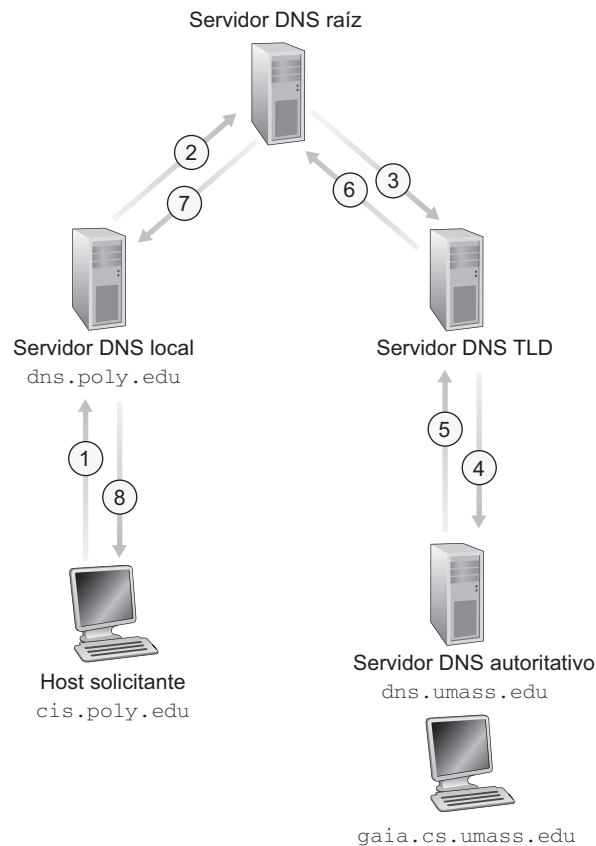 Servidor DNS raíz
2
3
7
6
Servidor DNS local
dns.poly.edu
Servidor DNS TLD
1
8
5
4
Host solicitante
cis.poly.edu
Servidor DNS autoritativo
dns.umass.edu
gaia.cs.umass.edu